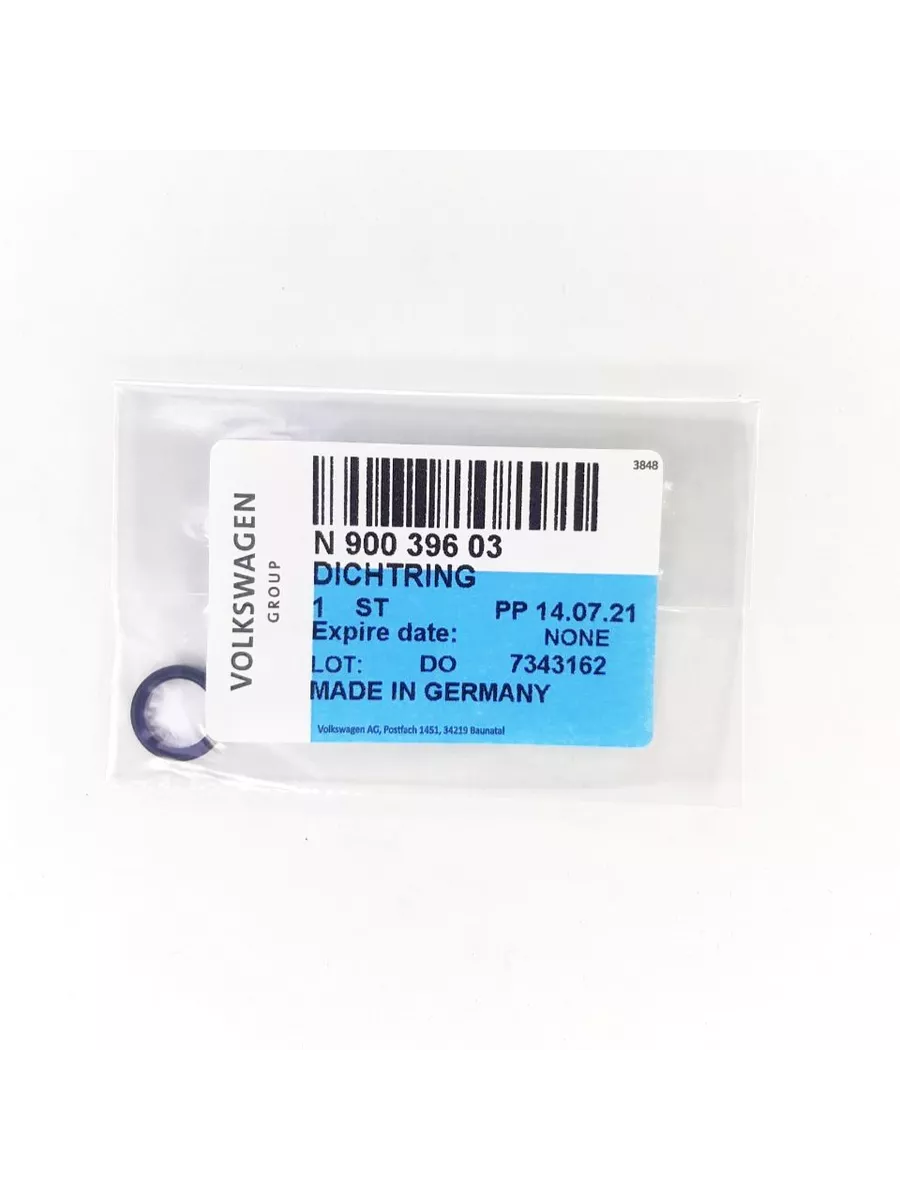 VOLKSWAGEN
GROUP
3848
N 900 396 03
DICHTRING
1 ST PP 14.07.21
Expire date: NONE
LOT: DO 7343162
MADE IN GERMANY
Volkswagen AG, Postfach 1451, 34219 Baunatal